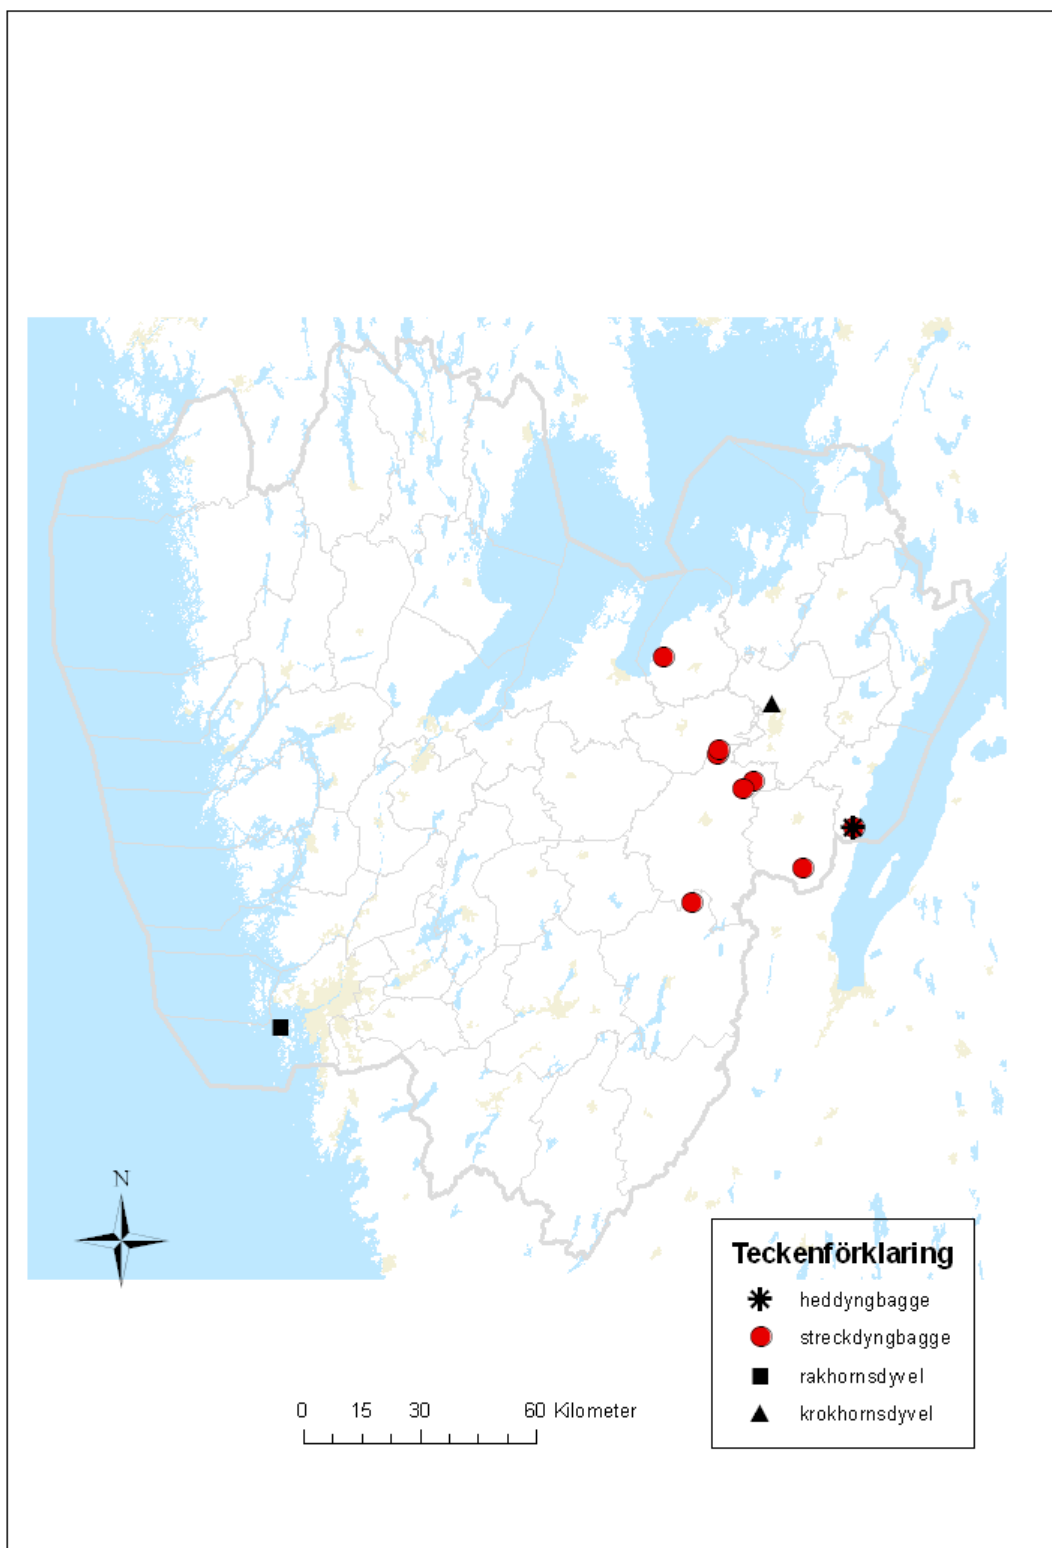 N
Teckenförklaring
heddyngbagge
streckdyngbagge
rakhornsdyvel
krokhornsdyvel
0 15 30 60 Kilometer